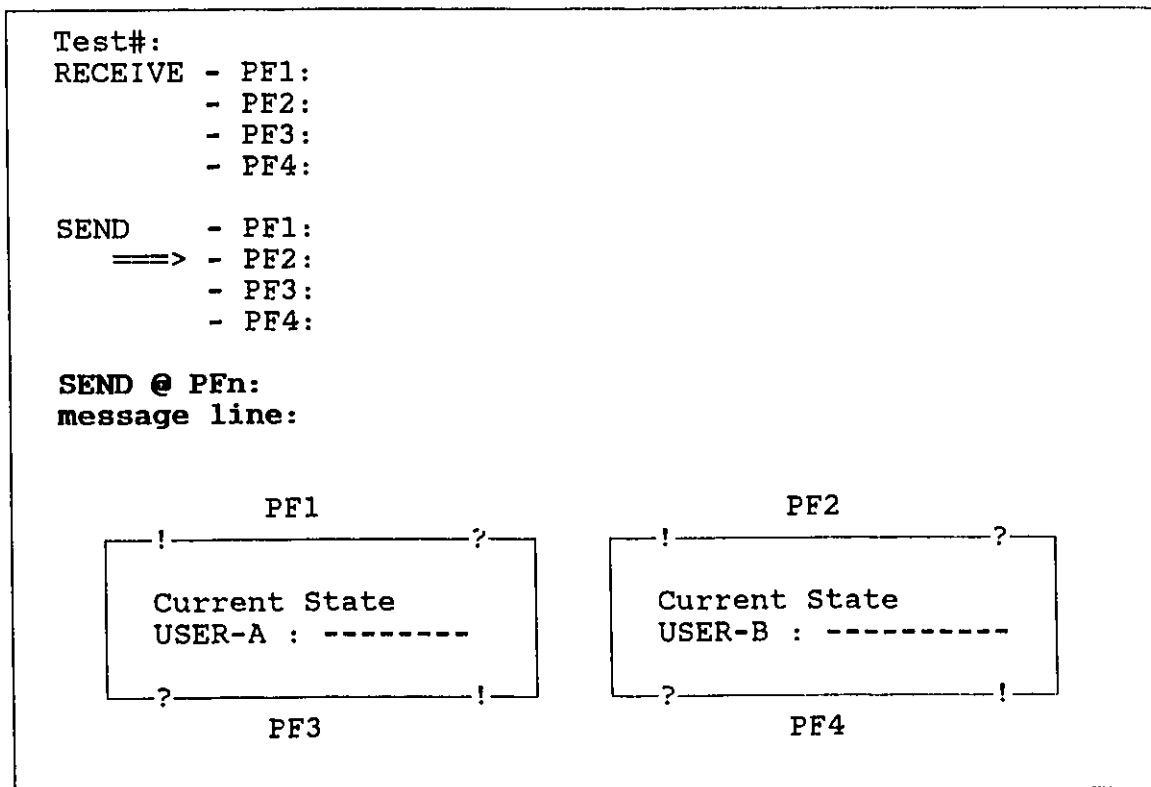 Test#:
RECEIVE - PF1:
- PF2:
- PF3:
- PF4:
SEND - PF1:
===> - PF2:
- PF3:
- PF4:
SEND @ PFn:
message line:
PF1 PF2
! ? ! ?
Current State Current State
USER-A : -------- USER-B : ----------
? ! ? !
PF3 PF4